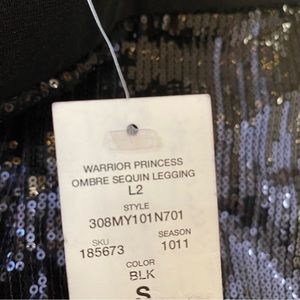 WARRIOR PRINCESS
OMBRE SEQUIN LEGGING
L2
STYLE
308MY101N701
SKU SEASON
185673 1011
COLOR
BLK
S